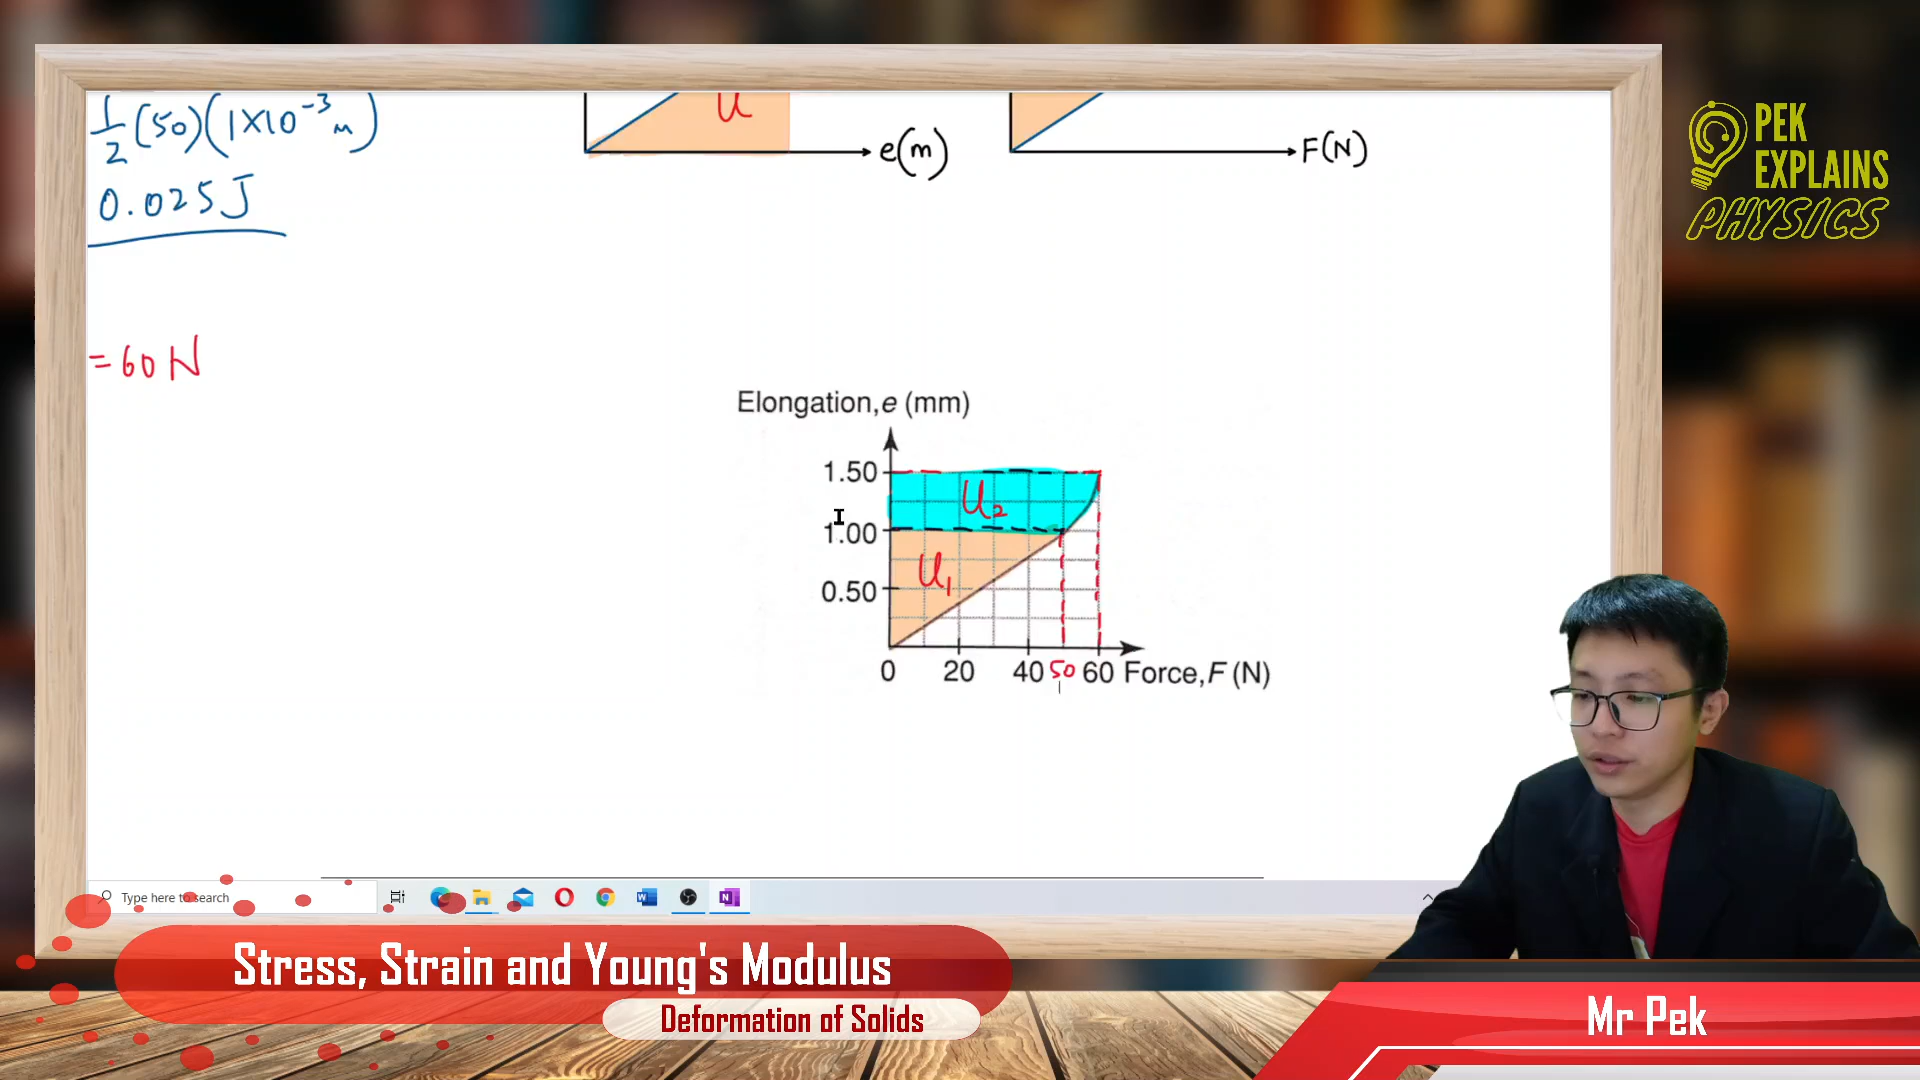 1/2 (50)(1×10⁻³ m)
0.025 J
= 60 N
U
e(m)
F(N)
PEK
EXPLAINS
PHYSICS
Elongation, e (mm)
1.50
1.00
0.50
U₂
U₁
0 20 40 50 60 Force, F (N)
Type here to search
Stress, Strain and Young's Modulus
Deformation of Solids
Mr Pek